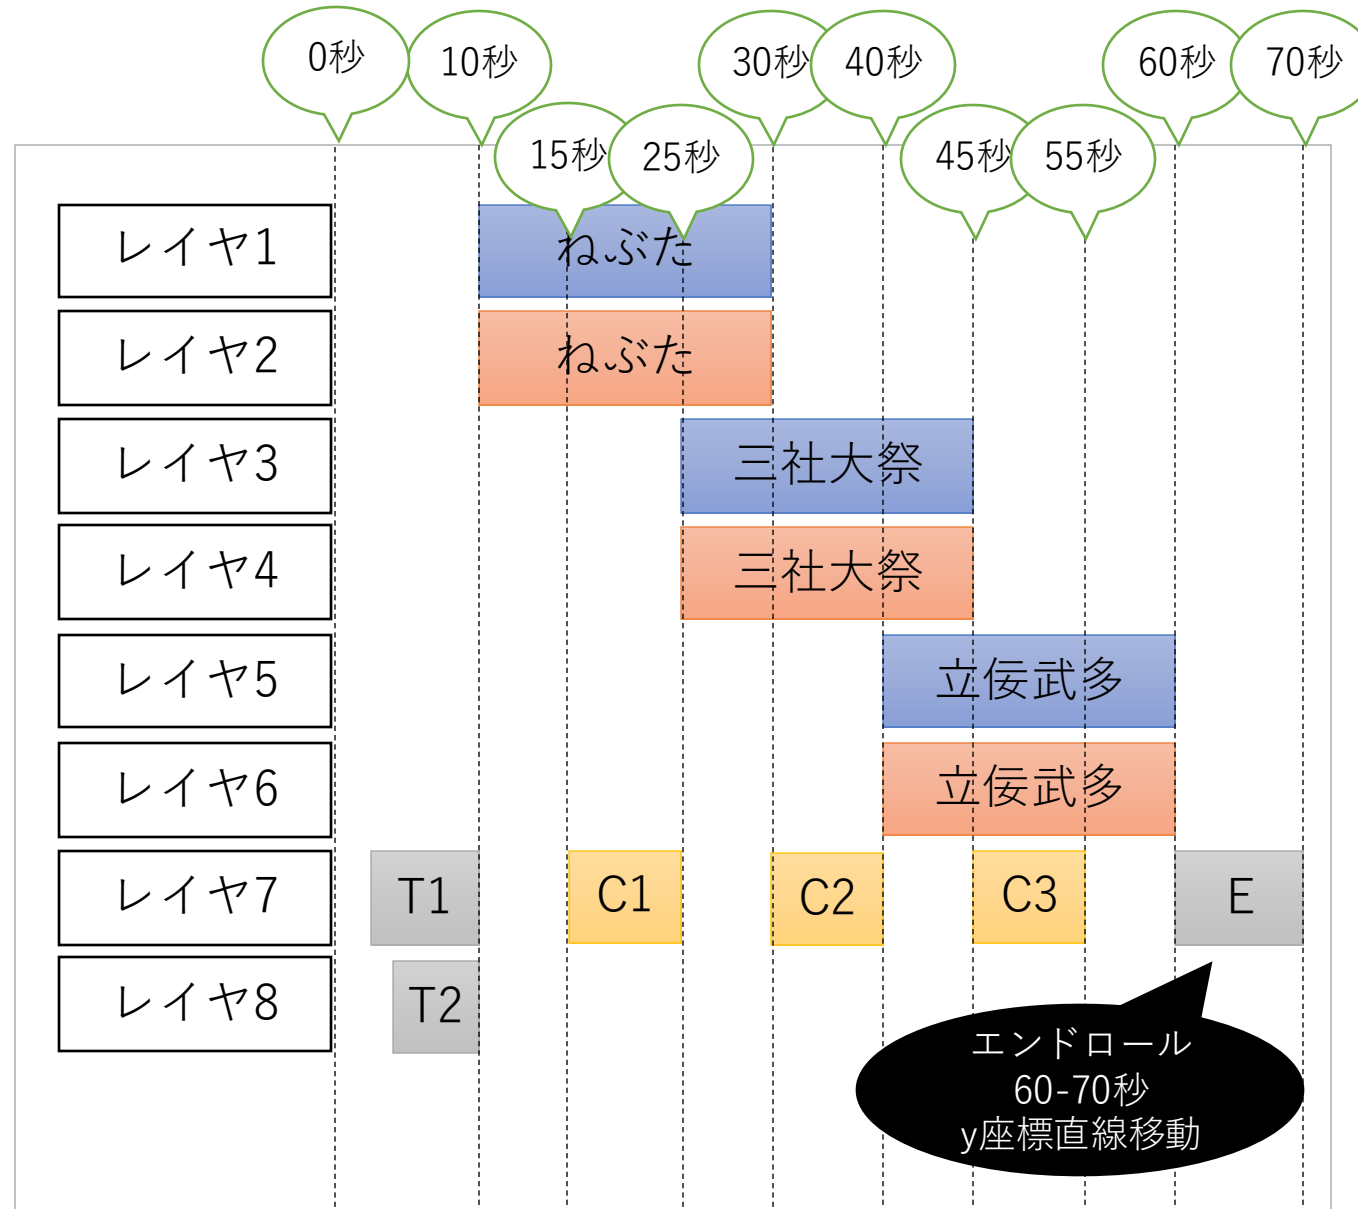 0秒
10秒
30秒
40秒
60秒
70秒
15秒
25秒
45秒
55秒
レイヤ1
ねぶた
レイヤ2
ねぶた
レイヤ3
三社大祭
レイヤ4
三社大祭
レイヤ5
立佞武多
レイヤ6
立佞武多
レイヤ7
T1
C1
C2
C3
E
レイヤ8
T2
エンドロール
60-70秒
y座標直線移動